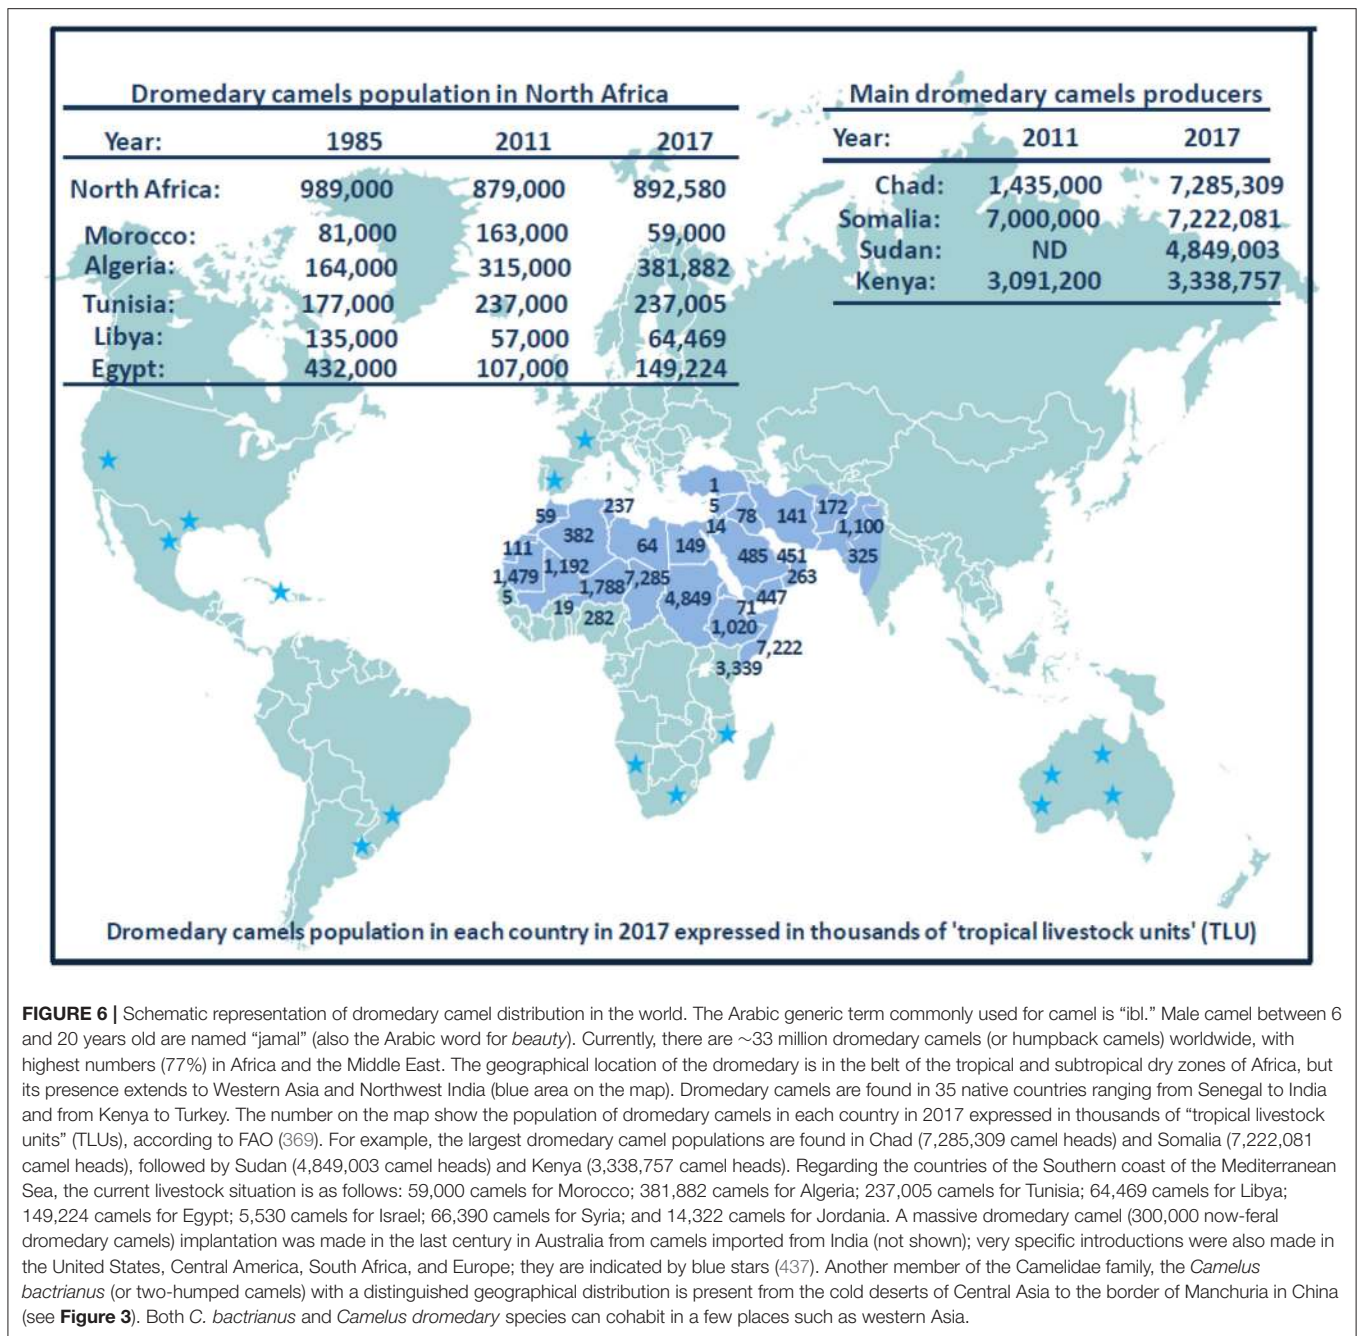 Dromedary camels population in North Africa
Year: 1985 2011 2017
North Africa: 989,000 879,000 892,580
Morocco: 81,000 163,000 59,000
Algeria: 164,000 315,000 381,882
Tunisia: 177,000 237,000 237,005
Libya: 135,000 57,000 64,469
Egypt: 432,000 107,000 149,224
Main dromedary camels producers
Year: 2011 2017
Chad: 1,435,000 7,285,309
Somalia: 7,000,000 7,222,081
Sudan: ND 4,849,003
Kenya: 3,091,200 3,338,757
1
237 5 172
59 78 141
14 1,100
382 64 149
111 485 451 325
1,192
1,479 1,788 7,285 263
5 4,849 447
19 71
282 1,020
7,222
3,339
Dromedary camels population in each country in 2017 expressed in thousands of 'tropical livestock units' (TLU)
FIGURE 6 | Schematic representation of dromedary camel distribution in the world. The Arabic generic term commonly used for camel is “ibl.” Male camel between 6
and 20 years old are named “jamal” (also the Arabic word for beauty). Currently, there are ∼33 million dromedary camels (or humpback camels) worldwide, with
highest numbers (77%) in Africa and the Middle East. The geographical location of the dromedary is in the belt of the tropical and subtropical dry zones of Africa, but
its presence extends to Western Asia and Northwest India (blue area on the map). Dromedary camels are found in 35 native countries ranging from Senegal to India
and from Kenya to Turkey. The number on the map show the population of dromedary camels in each country in 2017 expressed in thousands of “tropical livestock
units” (TLUs), according to FAO (369). For example, the largest dromedary camel populations are found in Chad (7,285,309 camel heads) and Somalia (7,222,081
camel heads), followed by Sudan (4,849,003 camel heads) and Kenya (3,338,757 camel heads). Regarding the countries of the Southern coast of the Mediterranean
Sea, the current livestock situation is as follows: 59,000 camels for Morocco; 381,882 camels for Algeria; 237,005 camels for Tunisia; 64,469 camels for Libya;
149,224 camels for Egypt; 5,530 camels for Israel; 66,390 camels for Syria; and 14,322 camels for Jordania. A massive dromedary camel (300,000 now-feral
dromedary camels) implantation was made in the last century in Australia from camels imported from India (not shown); very specific introductions were also made in
the United States, Central America, South Africa, and Europe; they are indicated by blue stars (437). Another member of the Camelidae family, the Camelus
bactrianus (or two-humped camels) with a distinguished geographical distribution is present from the cold deserts of Central Asia to the border of Manchuria in China
(see Figure 3). Both C. bactrianus and Camelus dromedary species can cohabit in a few places such as western Asia.